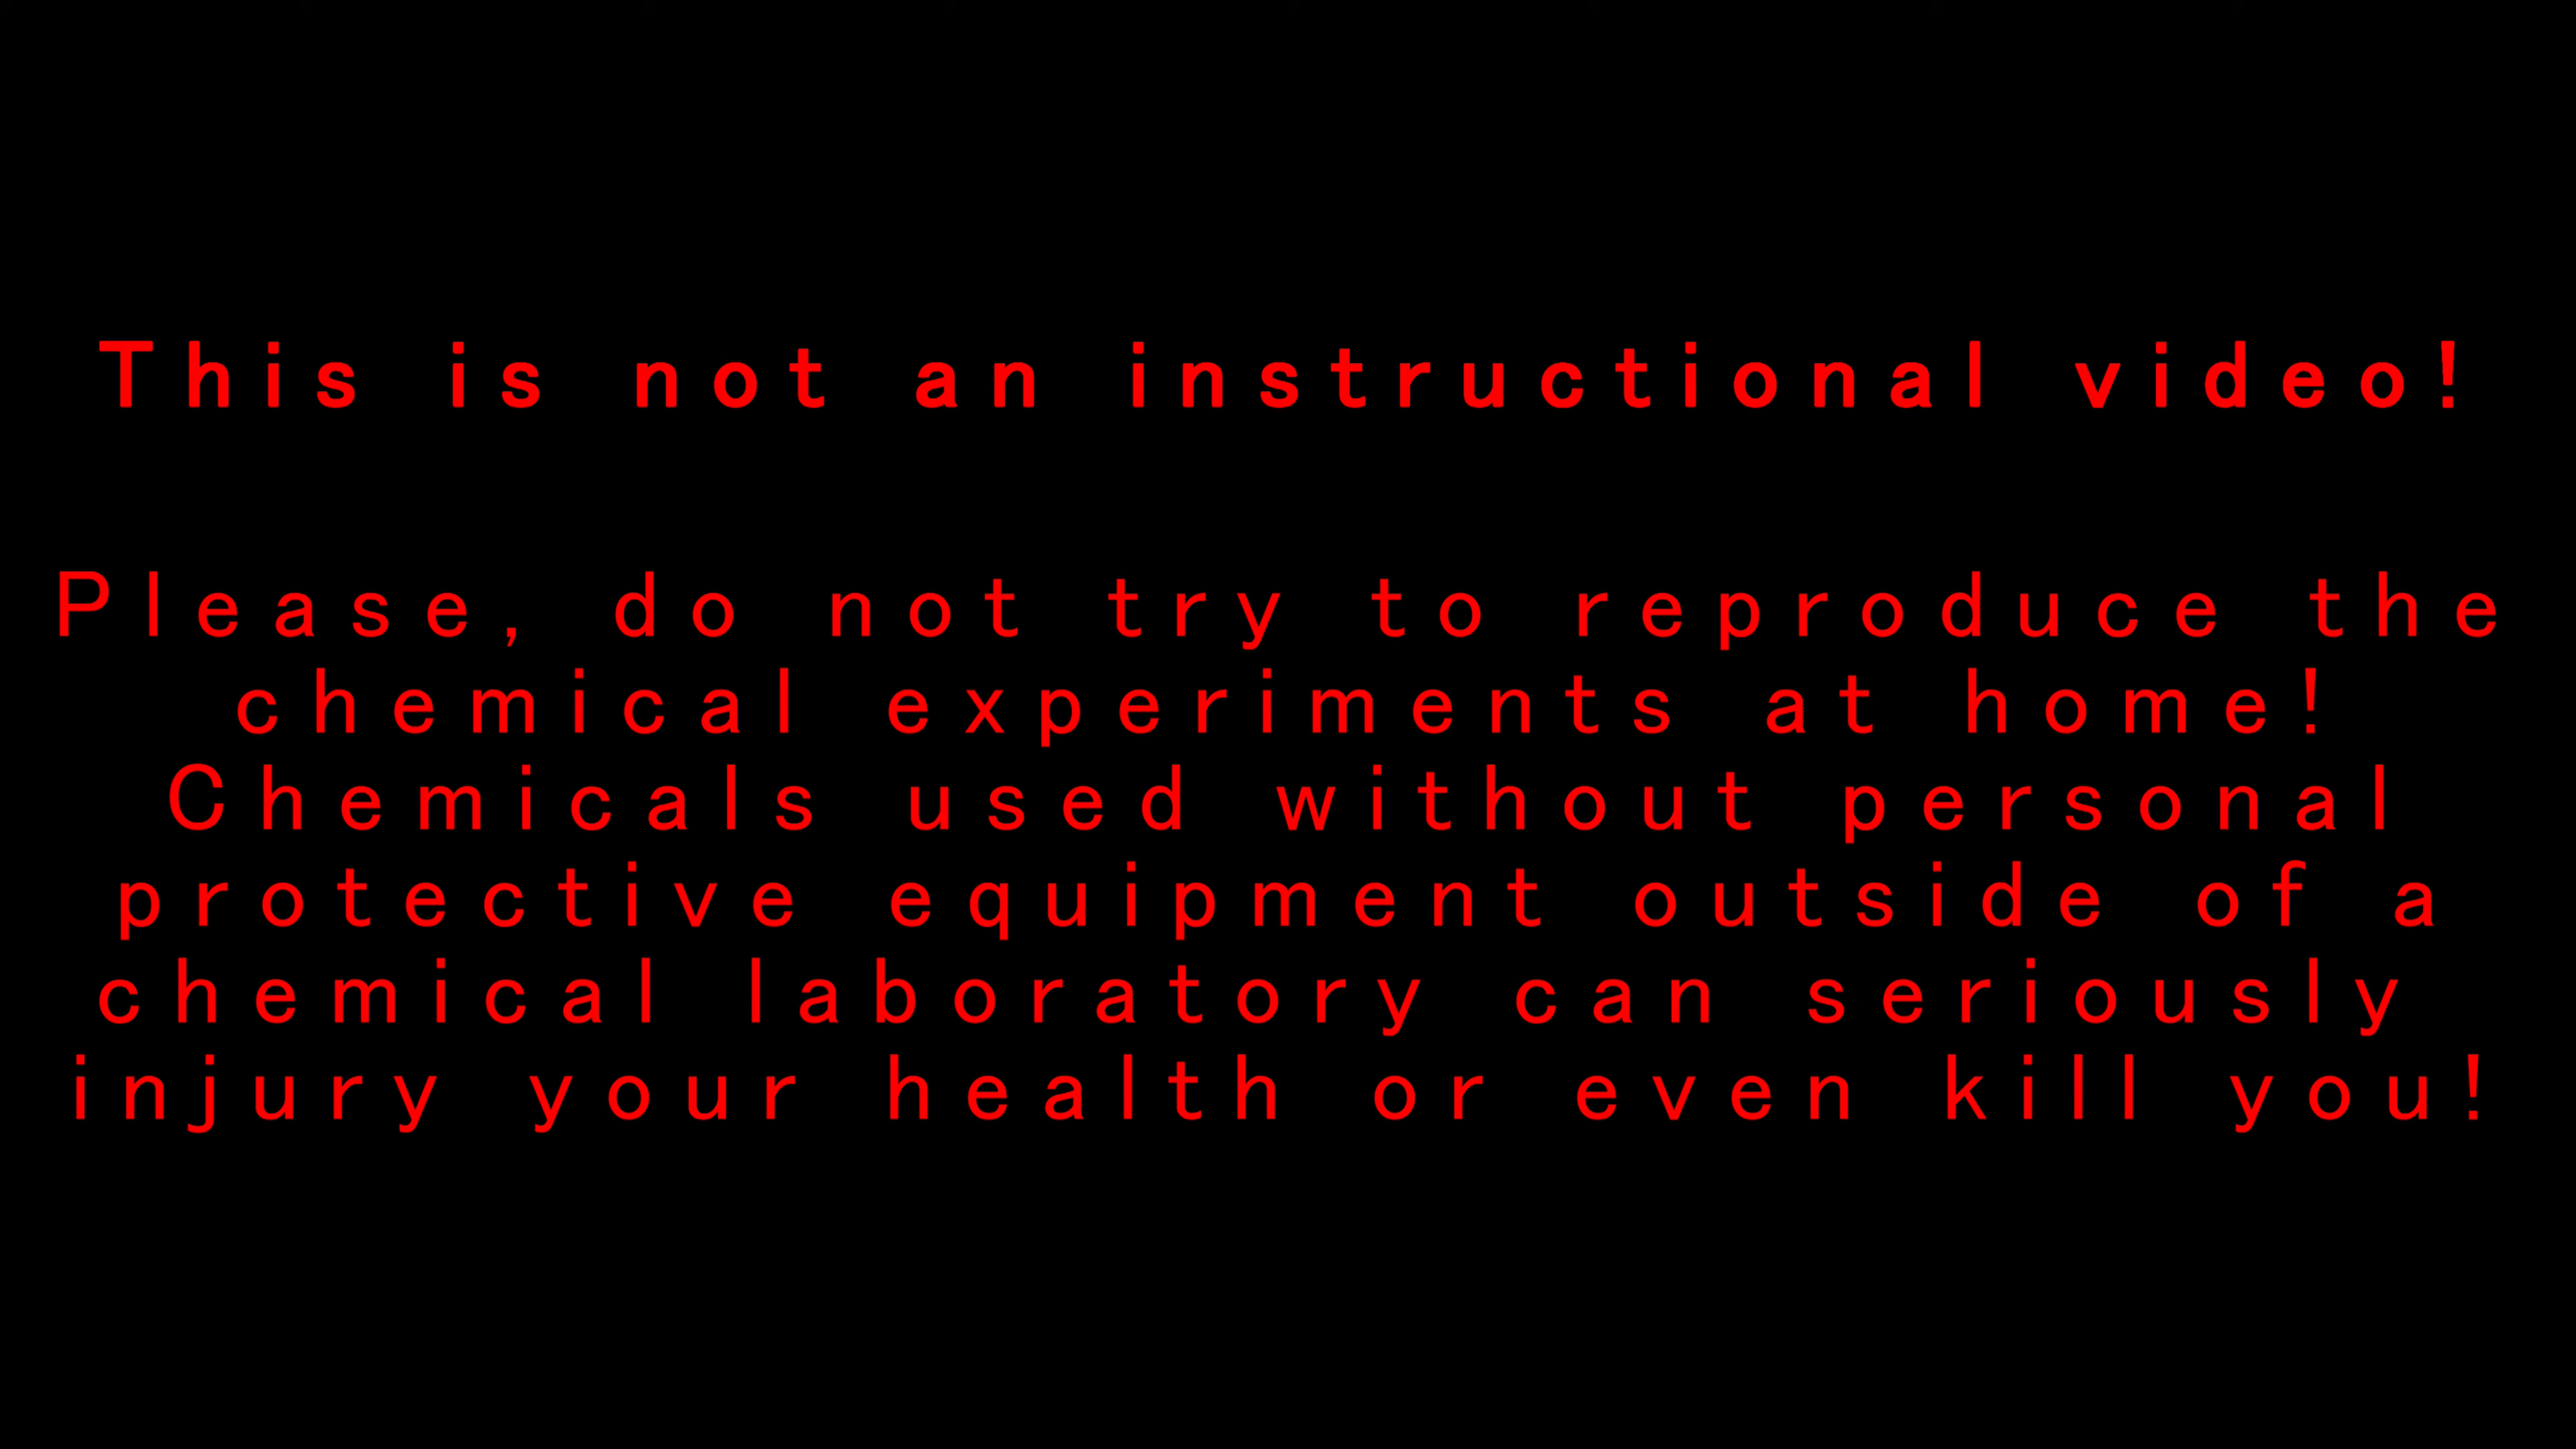 This is not an instructional video!
Please, do not try to reproduce the
chemical experiments at home!
Chemicals used without personal
protective equipment outside of a
chemical laboratory can seriously
injury your health or even kill you!